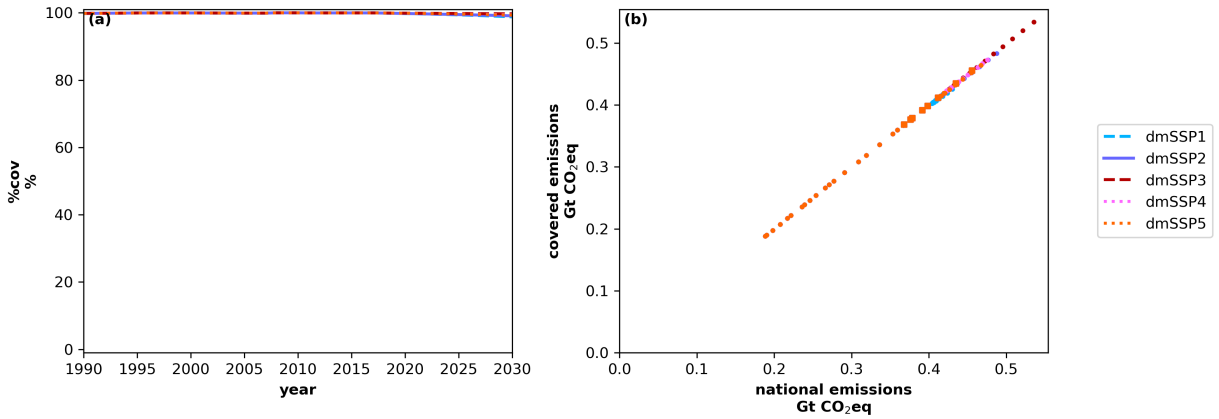 (a)
100
80
60
40
20
0
%cov
%
1990 1995 2000 2005 2010 2015 2020 2025 2030
year
(b)
0.5
0.4
0.3
0.2
0.1
0.0
covered emissions
Gt CO₂eq
0.0 0.1 0.2 0.3 0.4 0.5
national emissions
Gt CO₂eq
dmSSP1
dmSSP2
dmSSP3
dmSSP4
dmSSP5